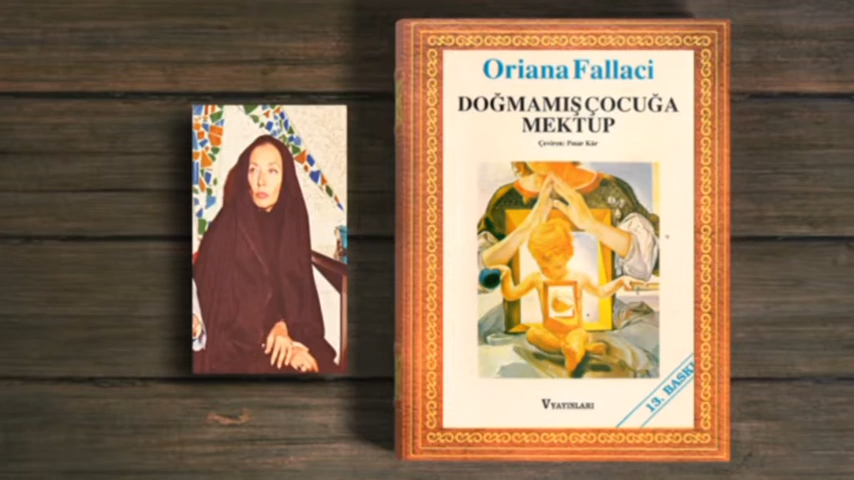 Oriana Fallaci
DOĞMAMIŞ ÇOCUĞA
MEKTUP
Çeviren: Pınar Kür
V YAYINLARI
13. BASKI